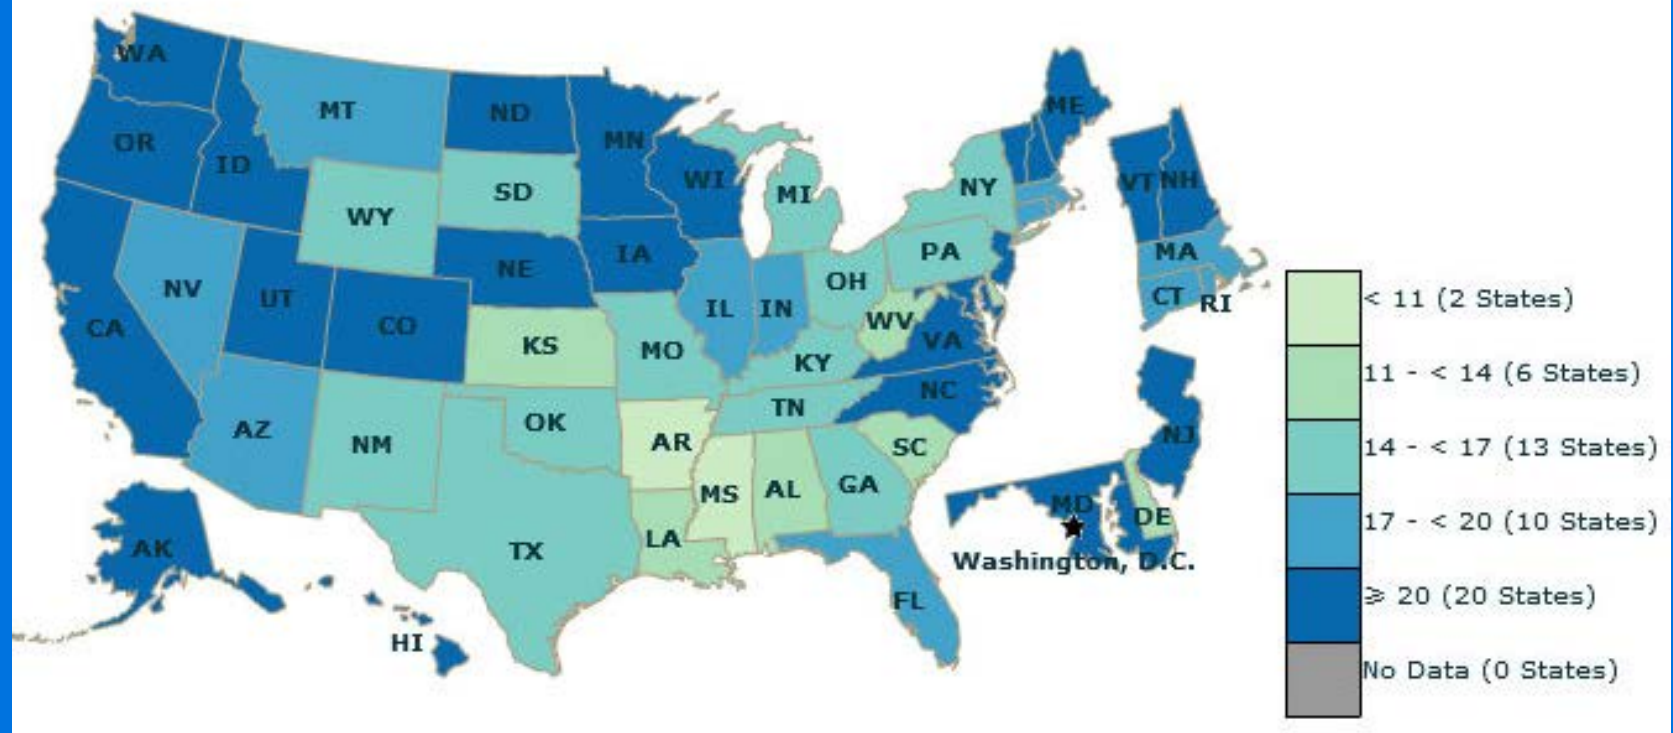 WA
MT
ND
MN
ME
OR
ID
SD
WI
MI
NY
VT
NH
WY
NE
IA
PA
MA
NV
UT
CO
IL
IN
OH
CT
RI
CA
KS
MO
WV
VA
KY
NC
AZ
NM
OK
TN
AR
SC
NJ
MS
AL
GA
LA
MD
DE
TX
Washington, D.C.
AK
FL
HI
< 11 (2 States)
11 - < 14 (6 States)
14 - < 17 (13 States)
17 - < 20 (10 States)
⩾ 20 (20 States)
No Data (0 States)